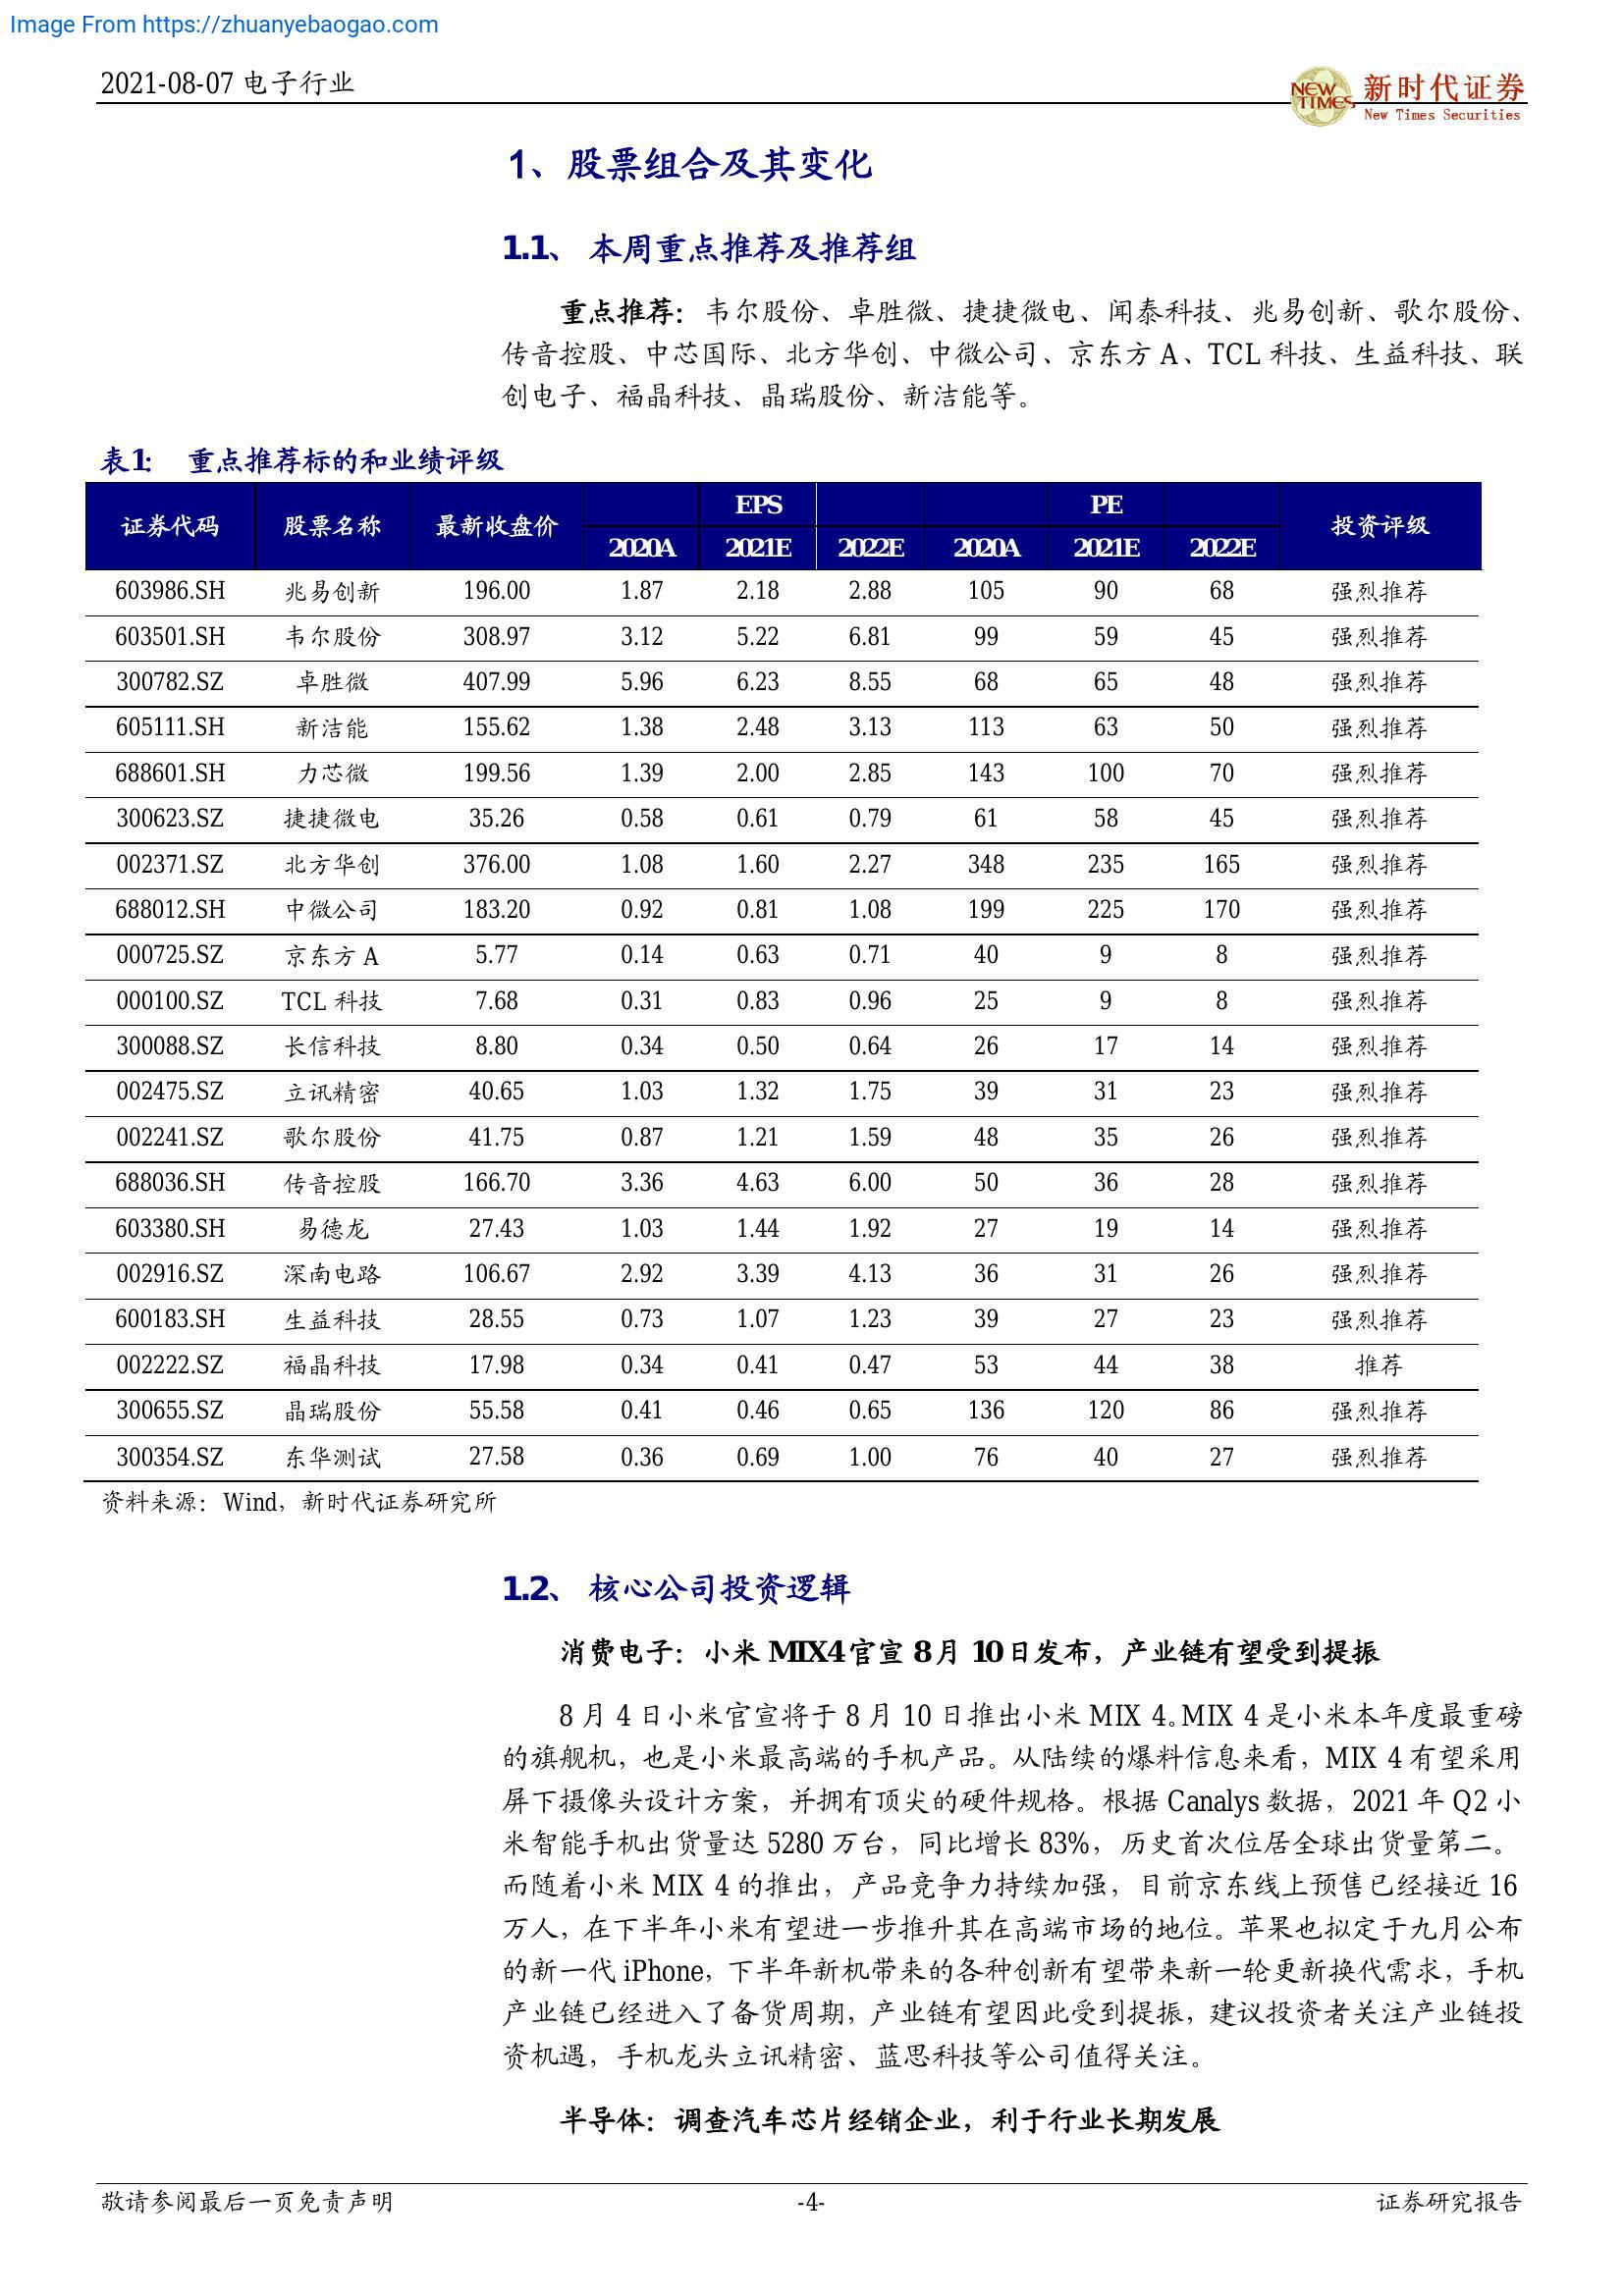 Image From https://zhuanyebaogao.com
2021-08-07 电子行业
NEW TIMES 新时代证券
New Times Securities
1、股票组合及其变化
1.1、 本周重点推荐及推荐组
重点推荐：韦尔股份、卓胜微、捷捷微电、闻泰科技、兆易创新、歌尔股份、
传音控股、中芯国际、北方华创、中微公司、京东方 A、TCL 科技、生益科技、联
创电子、福晶科技、晶瑞股份、新洁能等。
表1： 重点推荐标的和业绩评级
证券代码 股票名称 最新收盘价 EPS PE 投资评级
2020A 2021E 2022E 2020A 2021E 2022E
603986.SH 兆易创新 196.00 1.87 2.18 2.88 105 90 68 强烈推荐
603501.SH 韦尔股份 308.97 3.12 5.22 6.81 99 59 45 强烈推荐
300782.SZ 卓胜微 407.99 5.96 6.23 8.55 68 65 48 强烈推荐
605111.SH 新洁能 155.62 1.38 2.48 3.13 113 63 50 强烈推荐
688601.SH 力芯微 199.56 1.39 2.00 2.85 143 100 70 强烈推荐
300623.SZ 捷捷微电 35.26 0.58 0.61 0.79 61 58 45 强烈推荐
002371.SZ 北方华创 376.00 1.08 1.60 2.27 348 235 165 强烈推荐
688012.SH 中微公司 183.20 0.92 0.81 1.08 199 225 170 强烈推荐
000725.SZ 京东方 A 5.77 0.14 0.63 0.71 40 9 8 强烈推荐
000100.SZ TCL 科技 7.68 0.31 0.83 0.96 25 9 8 强烈推荐
300088.SZ 长信科技 8.80 0.34 0.50 0.64 26 17 14 强烈推荐
002475.SZ 立讯精密 40.65 1.03 1.32 1.75 39 31 23 强烈推荐
002241.SZ 歌尔股份 41.75 0.87 1.21 1.59 48 35 26 强烈推荐
688036.SH 传音控股 166.70 3.36 4.63 6.00 50 36 28 强烈推荐
603380.SH 易德龙 27.43 1.03 1.44 1.92 27 19 14 强烈推荐
002916.SZ 深南电路 106.67 2.92 3.39 4.13 36 31 26 强烈推荐
600183.SH 生益科技 28.55 0.73 1.07 1.23 39 27 23 强烈推荐
002222.SZ 福晶科技 17.98 0.34 0.41 0.47 53 44 38 推荐
300655.SZ 晶瑞股份 55.58 0.41 0.46 0.65 136 120 86 强烈推荐
300354.SZ 东华测试 27.58 0.36 0.69 1.00 76 40 27 强烈推荐
资料来源：Wind，新时代证券研究所
1.2、 核心公司投资逻辑
消费电子：小米 MIX4 官宣 8 月 10 日发布，产业链有望受到提振
8 月 4 日小米官宣将于 8 月 10 日推出小米 MIX 4。MIX 4 是小米本年度最重磅
的旗舰机，也是小米最高端的手机产品。从陆续的爆料信息来看，MIX 4 有望采用
屏下摄像头设计方案，并拥有顶尖的硬件规格。根据 Canalys 数据，2021 年 Q2 小
米智能手机出货量达 5280 万台，同比增长 83%，历史首次位居全球出货量第二。
而随着小米 MIX 4 的推出，产品竞争力持续加强，目前京东线上预售已经接近 16
万人，在下半年小米有望进一步推升其在高端市场的地位。苹果也拟定于九月公布
的新一代 iPhone，下半年新机带来的各种创新有望带来新一轮更新换代需求，手机
产业链已经进入了备货周期，产业链有望因此受到提振，建议投资者关注产业链投
资机遇，手机龙头立讯精密、蓝思科技等公司值得关注。
半导体：调查汽车芯片经销企业，利于行业长期发展
敬请参阅最后一页免责声明 -4- 证券研究报告